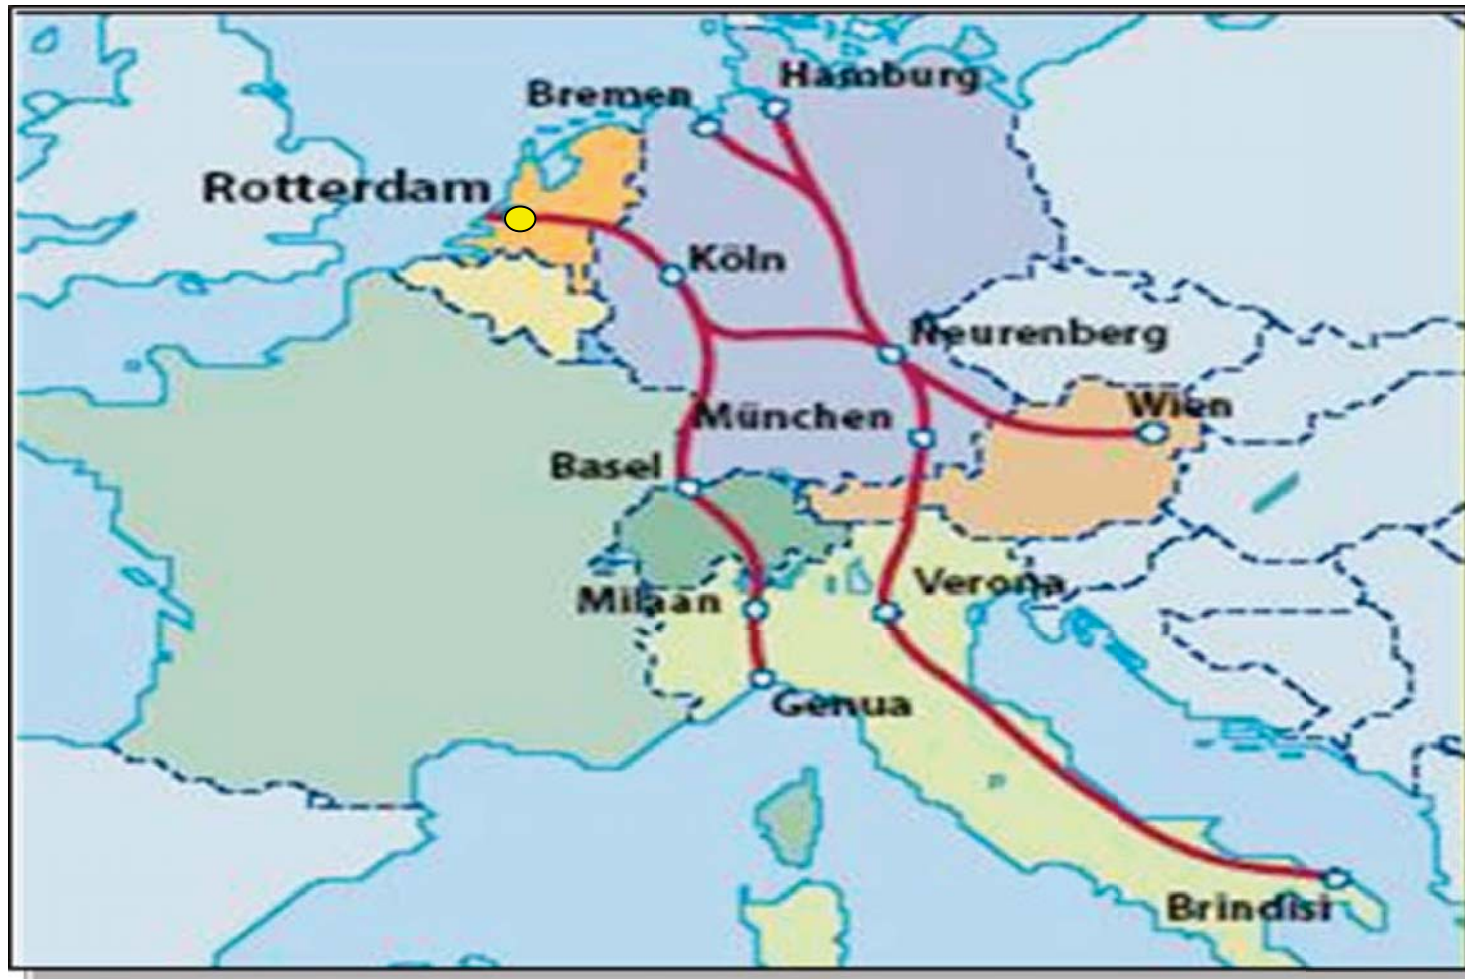 Hamburg
Bremen
Rotterdam
Köln
Neurenberg
Wien
München
Basel
Verona
Milaan
Genua
Brindisi